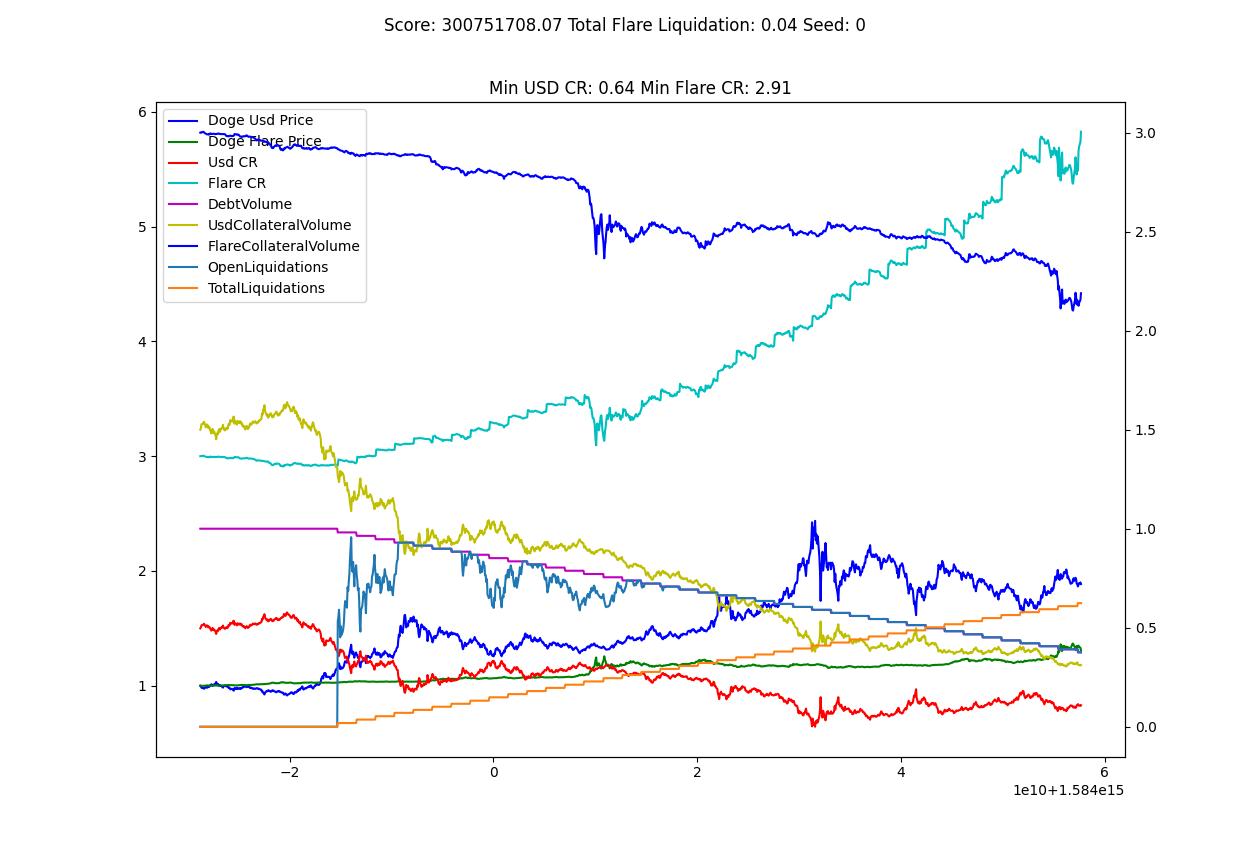 Score: 300751708.07 Total Flare Liquidation: 0.04 Seed: 0
Min USD CR: 0.64 Min Flare CR: 2.91
Doge Usd Price
Doge Flare Price
Usd CR
Flare CR
DebtVolume
UsdCollateralVolume
FlareCollateralVolume
OpenLiquidations
TotalLiquidations
6
5
4
3
2
1
3.0
2.5
2.0
1.5
1.0
0.5
0.0
−2
0
2
4
6
1e10+1.584e15